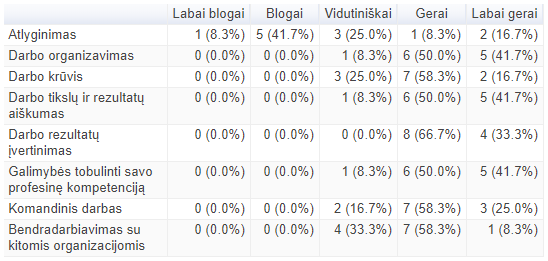 Labai blogai Blogai Vidutiniškai Gerai Labai gerai
Atlyginimas 1 (8.3%) 5 (41.7%) 3 (25.0%) 1 (8.3%) 2 (16.7%)
Darbo organizavimas 0 (0.0%) 0 (0.0%) 1 (8.3%) 6 (50.0%) 5 (41.7%)
Darbo krūvis 0 (0.0%) 0 (0.0%) 3 (25.0%) 7 (58.3%) 2 (16.7%)
Darbo tikslų ir rezultatų 0 (0.0%) 0 (0.0%) 1 (8.3%) 6 (50.0%) 5 (41.7%)
aiškumas
Darbo rezultatų 0 (0.0%) 0 (0.0%) 0 (0.0%) 8 (66.7%) 4 (33.3%)
įvertinimas
Galimybės tobulinti savo 0 (0.0%) 0 (0.0%) 1 (8.3%) 6 (50.0%) 5 (41.7%)
profesinę kompetenciją
Komandinis darbas 0 (0.0%) 0 (0.0%) 2 (16.7%) 7 (58.3%) 3 (25.0%)
Bendradarbiavimas su 0 (0.0%) 0 (0.0%) 4 (33.3%) 7 (58.3%) 1 (8.3%)
kitomis organizacijomis